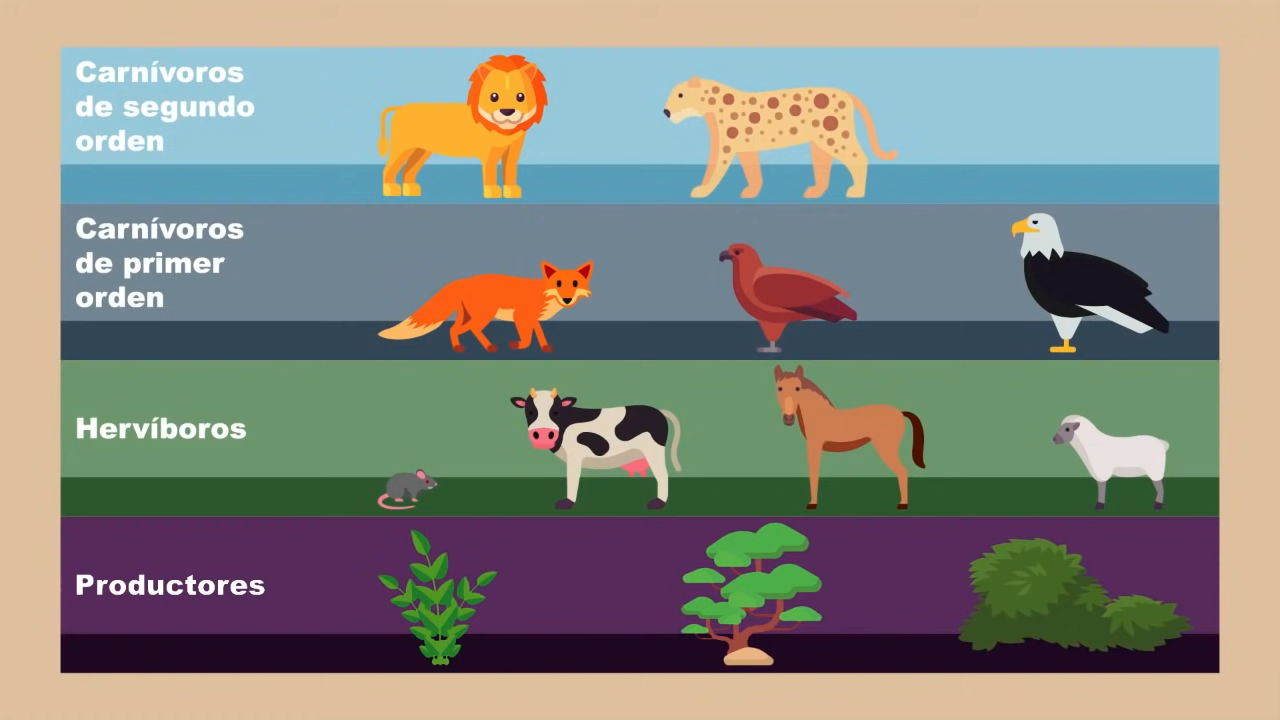 Carnívoros
de segundo
orden
Carnívoros
de primer
orden
Hervíboros
Productores